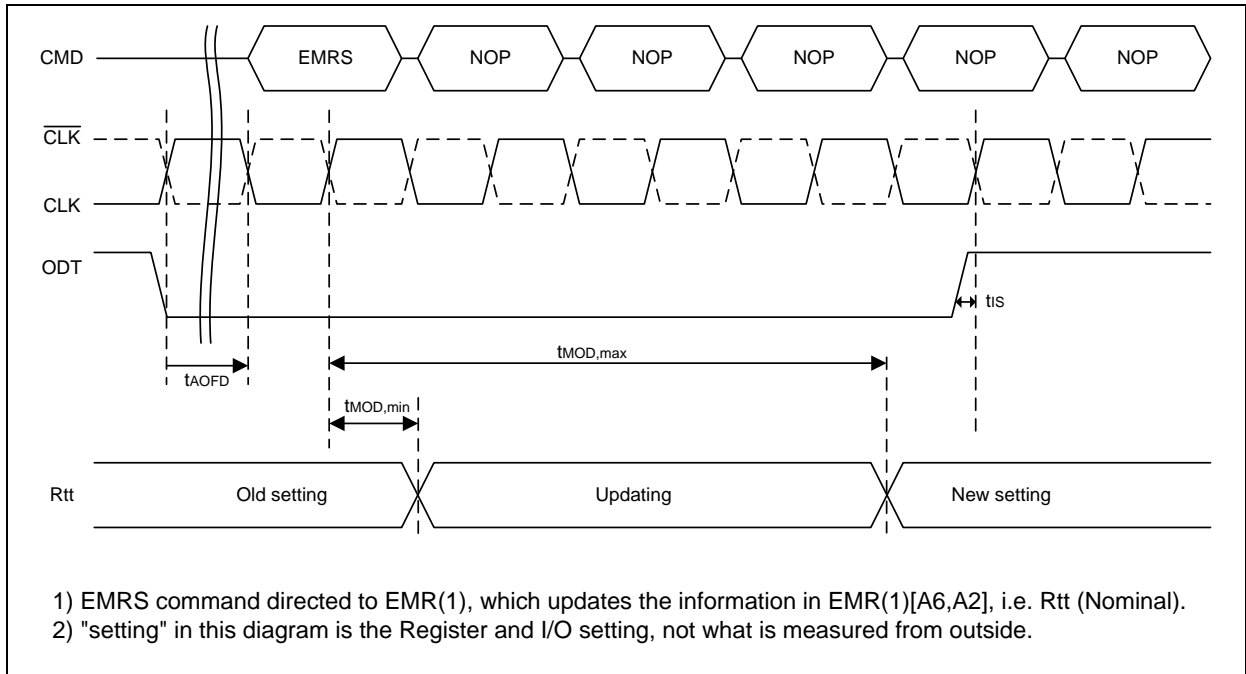 CMD EMRS NOP NOP NOP NOP NOP
CLK
CLK
ODT
tIS
tMOD,max
tAOFD
tMOD,min
Rtt Old setting Updating New setting
1) EMRS command directed to EMR(1), which updates the information in EMR(1)[A6,A2], i.e. Rtt (Nominal).
2) "setting" in this diagram is the Register and I/O setting, not what is measured from outside.